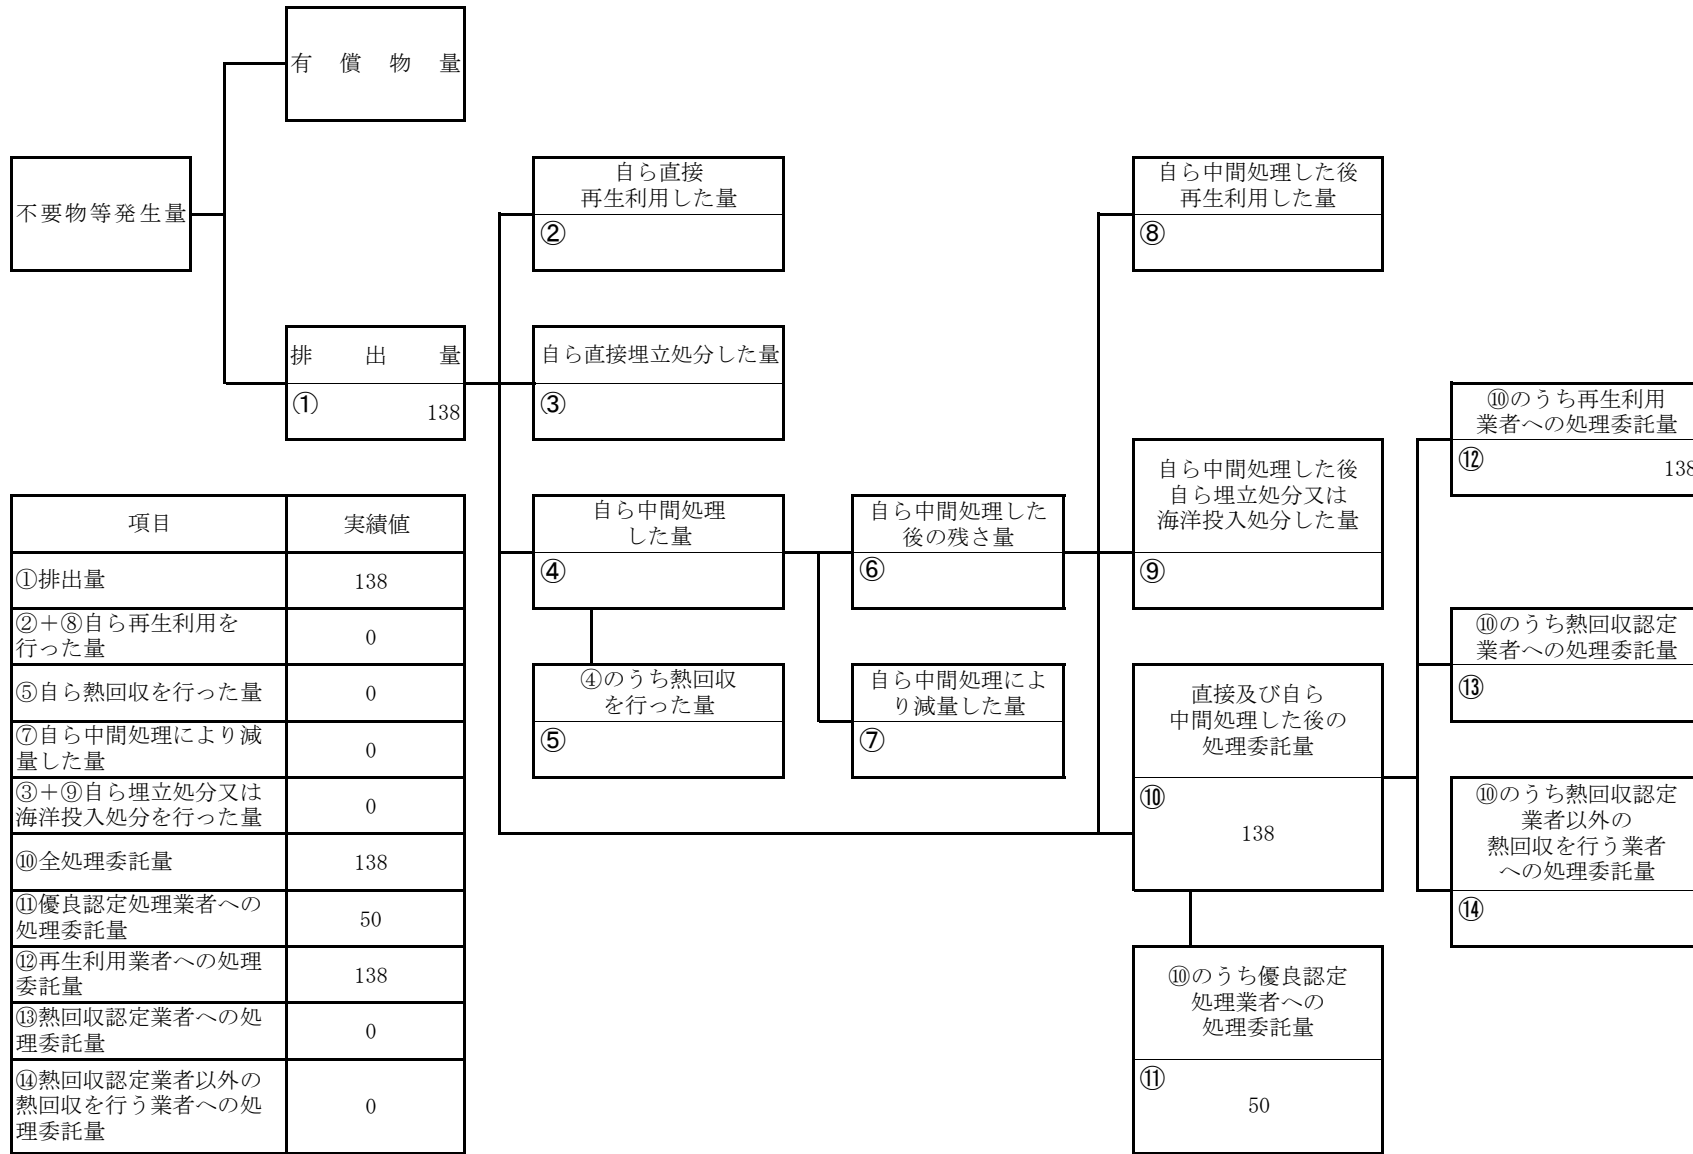 有償物量
不要物等発生量
排出量
①
138
自ら直接
再生利用した量
②
自ら直接埋立処分した量
③
自ら中間処理
した量
④
④のうち熱回収
を行った量
⑤
自ら中間処理した
後の残さ量
⑥
自ら中間処理によ
り減量した量
⑦
自ら中間処理した後
再生利用した量
⑧
自ら中間処理した後
自ら埋立処分又は
海洋投入処分した量
⑨
直接及び自ら
中間処理した後の
処理委託量
⑩
138
⑩のうち優良認定
処理業者への
処理委託量
⑪
50
⑩のうち再生利用
業者への処理委託量
⑫
138
⑩のうち熱回収認定
業者への処理委託量
⑬
⑩のうち熱回収認定
業者以外の
熱回収を行う業者
への処理委託量
⑭
項目 実績値
①排出量 138
②+⑧自ら再生利用を
行った量 0
⑤自ら熱回収を行った量 0
⑦自ら中間処理により減
量した量 0
③+⑨自ら埋立処分又は
海洋投入処分を行った量 0
⑩全処理委託量 138
⑪優良認定処理業者への
処理委託量 50
⑫再生利用業者への処理
委託量 138
⑬熱回収認定業者への処
理委託量 0
⑭熱回収認定業者以外の
熱回収を行う業者への処
理委託量 0